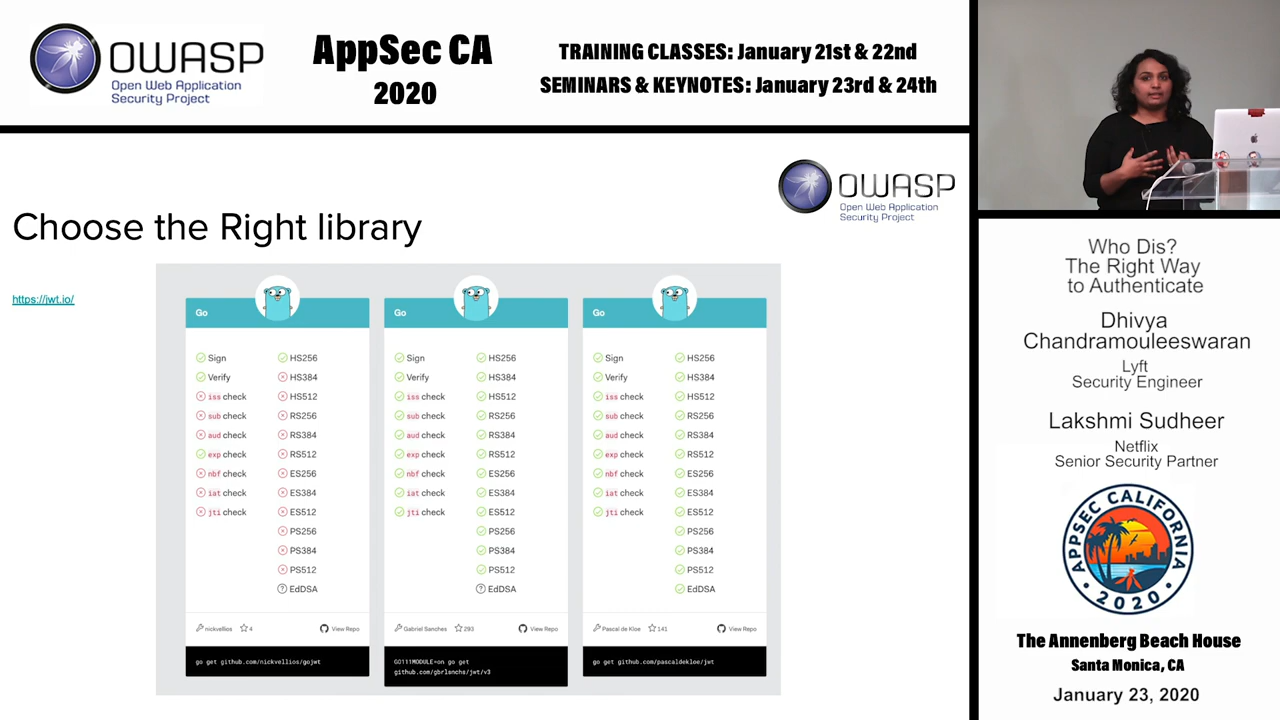 OWASP
Open Web Application
Security Project
AppSec CA
2020
TRAINING CLASSES: January 21st & 22nd
SEMINARS & KEYNOTES: January 23rd & 24th
OWASP
Open Web Application
Security Project
Choose the Right library
https://jwt.io/
Go
Sign HS256
Verify HS384
iss check HS512
sub check RS256
aud check RS384
exp check RS512
nbf check ES256
iat check ES384
jti check ES512
PS256
PS384
PS512
EdDSA
nickvellios 4 View Repo
go get github.com/nickvellios/gojwt
Go
Sign HS256
Verify HS384
iss check HS512
sub check RS256
aud check RS384
exp check RS512
nbf check ES256
iat check ES384
jti check ES512
PS256
PS384
PS512
EdDSA
Gabriel Sanches 293 View Repo
GO111MODULE=on go get
github.com/gbrlsnchs/jwt/v3
Go
Sign HS256
Verify HS384
iss check HS512
sub check RS256
aud check RS384
exp check RS512
nbf check ES256
iat check ES384
jti check ES512
PS256
PS384
PS512
EdDSA
Pascal de Kloe 141 View Repo
go get github.com/pascaldekloe/jwt
Who Dis?
The Right Way
to Authenticate
Dhivya
Chandramouleeswaran
Lyft
Security Engineer
Lakshmi Sudheer
Netflix
Senior Security Partner
APPSEC CALIFORNIA
• 2020 •
The Annenberg Beach House
Santa Monica, CA
January 23, 2020